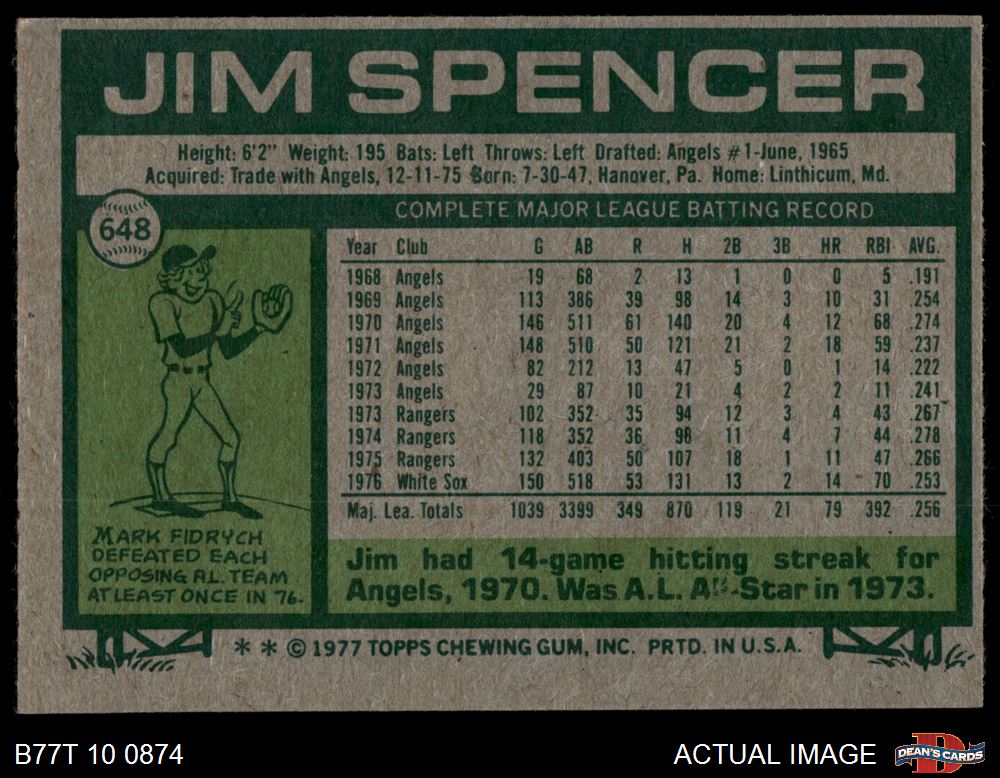 JIM SPENCER
Height: 6'2" Weight: 195 Bats: Left Throws: Left Drafted: Angels #1-June, 1965
Acquired: Trade with Angels, 12-11-75 Born: 7-30-47, Hanover, Pa. Home: Linthicum, Md.
648
COMPLETE MAJOR LEAGUE BATTING RECORD
Year Club G AB R H 2B 3B HR RBI AVG.
1968 Angels 19 68 2 13 1 0 0 5 .191
1969 Angels 113 386 39 98 14 3 10 31 .254
1970 Angels 146 511 61 140 20 4 12 68 .274
1971 Angels 148 510 50 121 21 2 18 59 .237
1972 Angels 82 212 13 47 5 0 1 14 .222
1973 Angels 29 87 10 21 4 2 2 11 .241
1973 Rangers 102 352 35 94 12 3 4 43 .267
1974 Rangers 118 352 36 98 11 4 7 44 .278
1975 Rangers 132 403 50 107 18 1 11 47 .266
1976 White Sox 150 518 53 131 13 2 14 70 .253
Maj. Lea. Totals 1039 3399 349 870 119 21 79 392 .256
MARK FIDRYCH
DEFEATED EACH
OPPOSING A.L. TEAM
AT LEAST ONCE IN '76.
Jim had 14-game hitting streak for
Angels, 1970. Was A.L. All-Star in 1973.
* * © 1977 TOPPS CHEWING GUM, INC. PRTD. IN U.S.A.
B77T 10 0874
ACTUAL IMAGE
DEAN'S CARDS